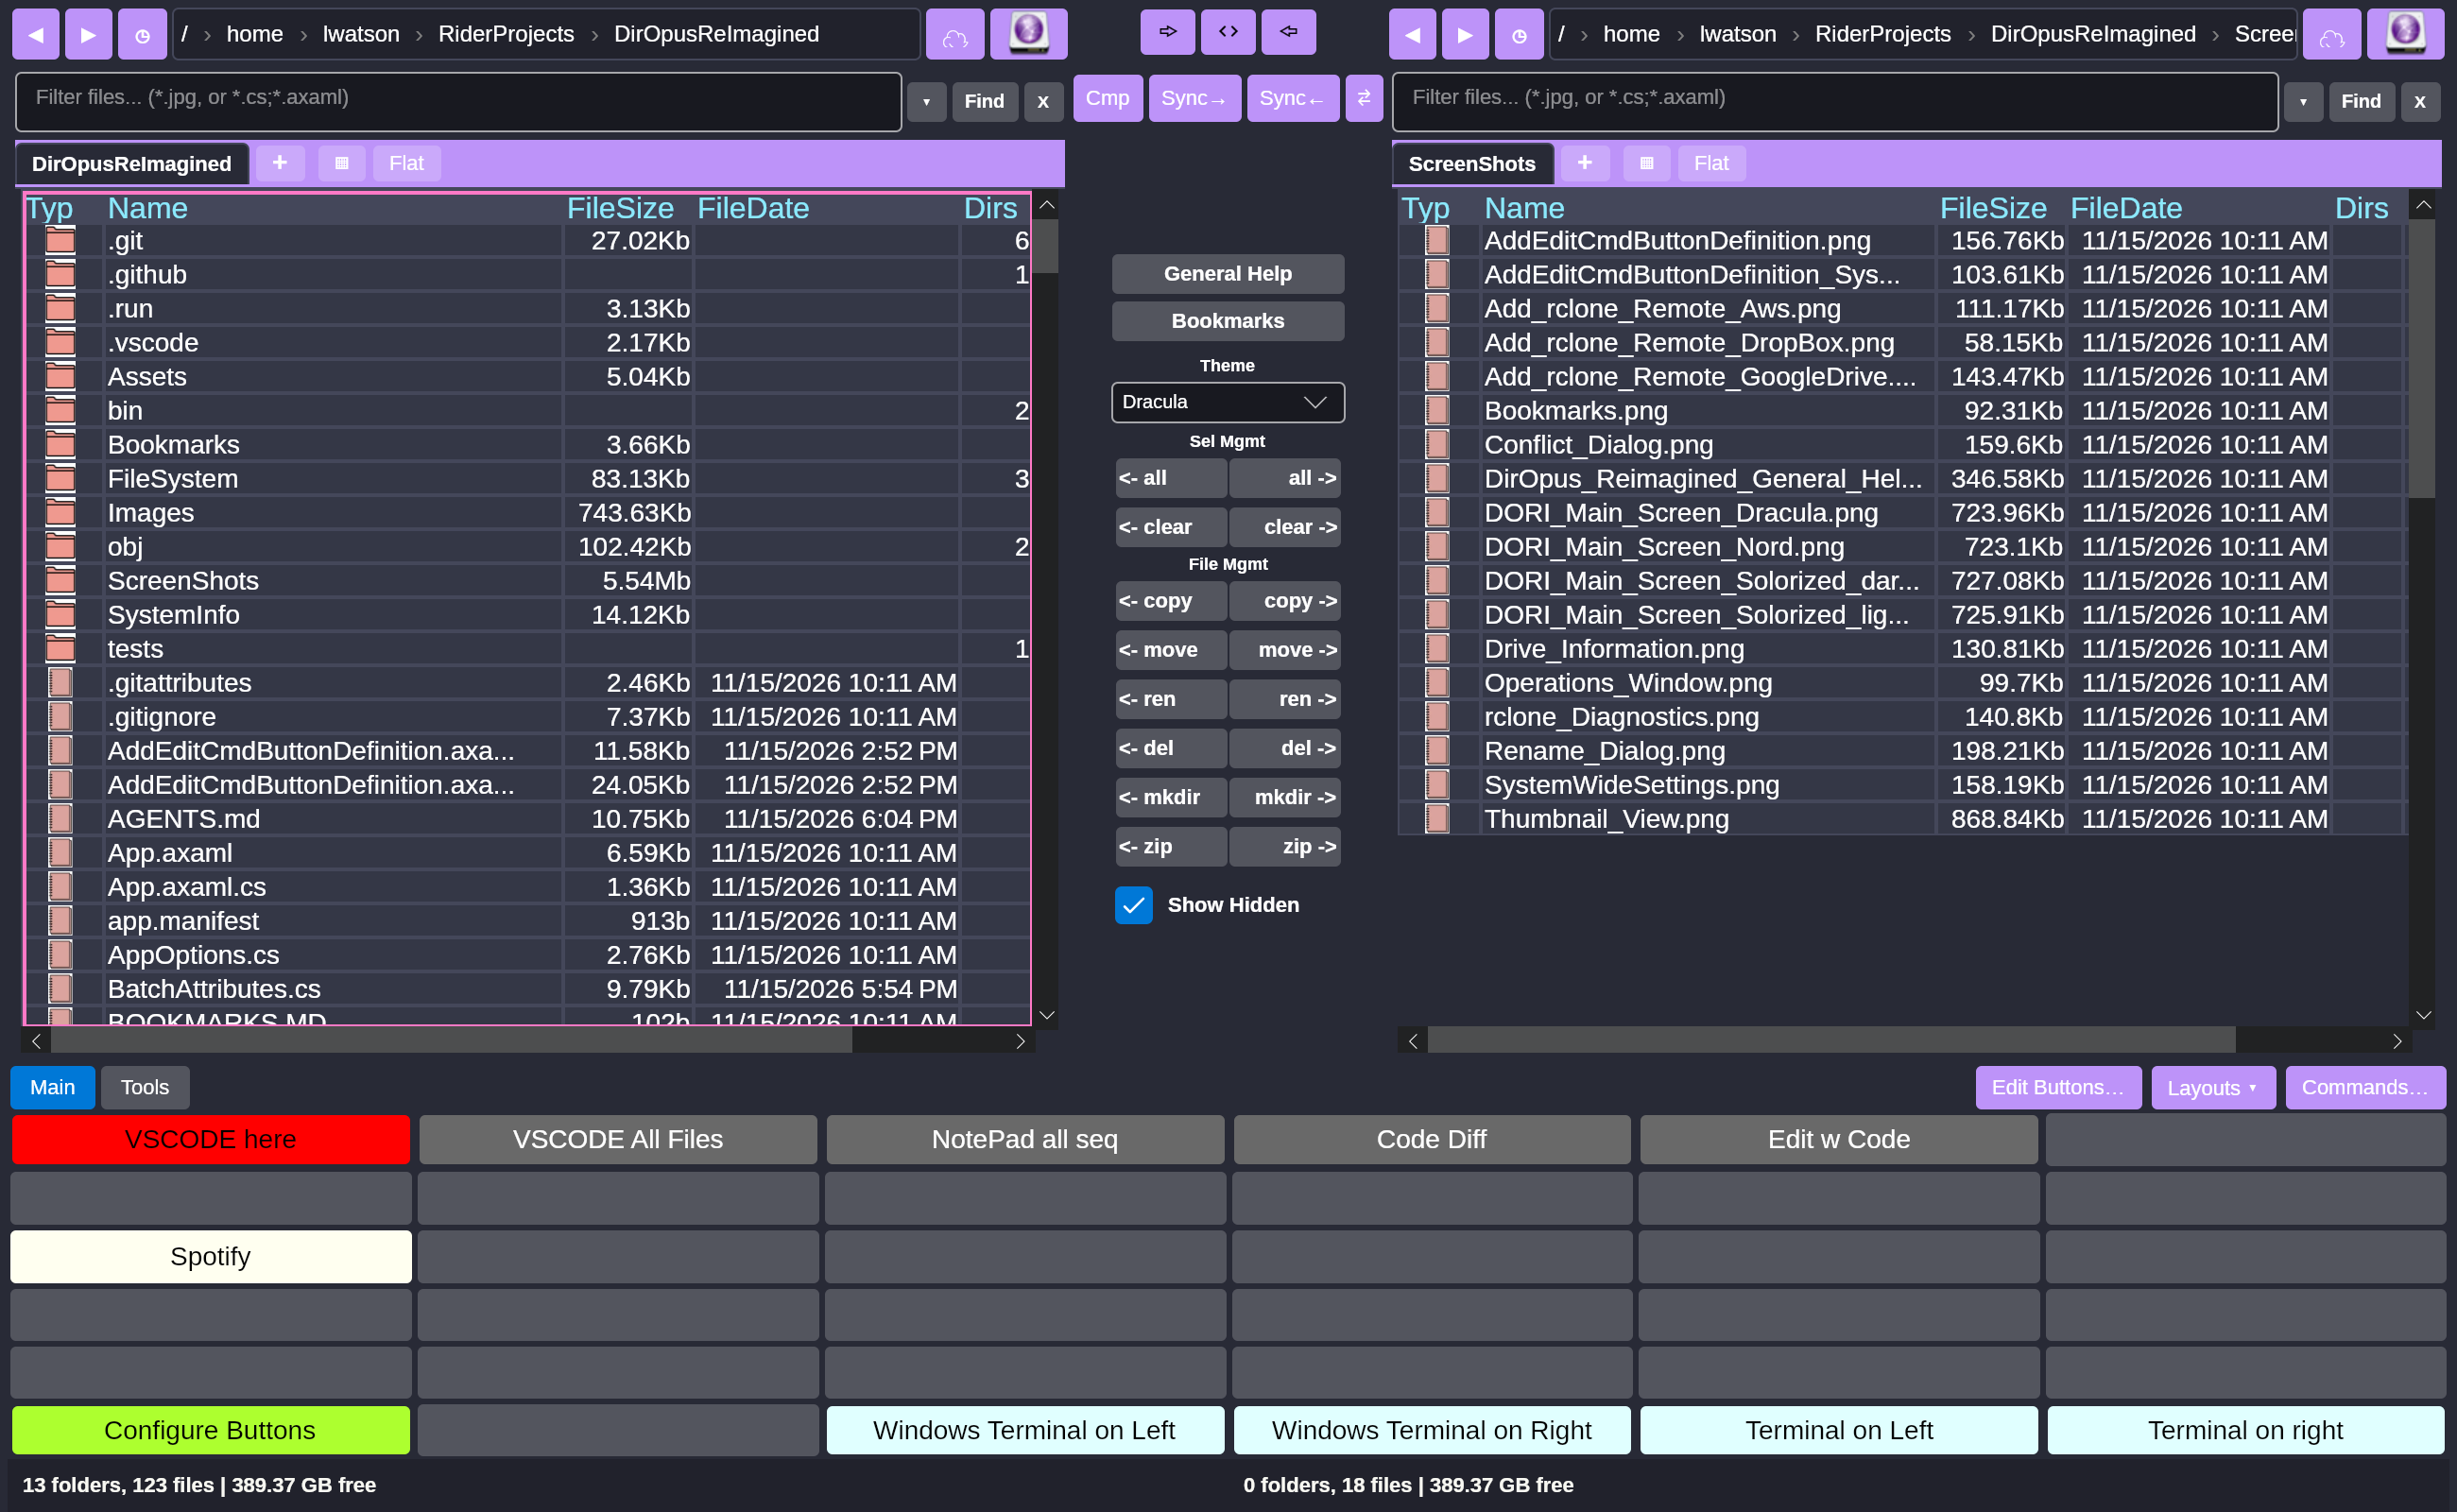 / › home › lwatson › RiderProjects › DirOpusReImagined
/ › home › lwatson › RiderProjects › DirOpusReImagined ›
Filter files... (*.jpg, or *.cs;*.axaml) ▾ Find x
Cmp Sync→ Sync← ⇄
Filter files... (*.jpg, or *.cs;*.axaml) ▾ Find x
DirOpusReImagined + ▦ Flat
ScreenShots + ▦ Flat
Typ Name FileSize FileDate Dirs
.git 27.02Kb 6
.github 1
.run 3.13Kb
.vscode 2.17Kb
Assets 5.04Kb
bin 2
Bookmarks 3.66Kb
FileSystem 83.13Kb 3
Images 743.63Kb
obj 102.42Kb 2
ScreenShots 5.54Mb
SystemInfo 14.12Kb
tests 1
.gitattributes 2.46Kb 11/15/2026 10:11 AM
.gitignore 7.37Kb 11/15/2026 10:11 AM
AddEditCmdButtonDefinition.axa... 11.58Kb 11/15/2026 2:52 PM
AddEditCmdButtonDefinition.axa... 24.05Kb 11/15/2026 2:52 PM
AGENTS.md 10.75Kb 11/15/2026 6:04 PM
App.axaml 6.59Kb 11/15/2026 10:11 AM
App.axaml.cs 1.36Kb 11/15/2026 10:11 AM
app.manifest 913b 11/15/2026 10:11 AM
AppOptions.cs 2.76Kb 11/15/2026 10:11 AM
BatchAttributes.cs 9.79Kb 11/15/2026 5:54 PM
BOOKMARKS.MD 102b 11/15/2026 10:11 AM
General Help
Bookmarks
Theme
Dracula
Sel Mgmt
<- all all ->
<- clear clear ->
File Mgmt
<- copy copy ->
<- move move ->
<- ren ren ->
<- del del ->
<- mkdir mkdir ->
<- zip zip ->
Show Hidden
Typ Name FileSize FileDate Dirs
AddEditCmdButtonDefinition.png 156.76Kb 11/15/2026 10:11 AM
AddEditCmdButtonDefinition_Sys... 103.61Kb 11/15/2026 10:11 AM
Add_rclone_Remote_Aws.png 111.17Kb 11/15/2026 10:11 AM
Add_rclone_Remote_DropBox.png 58.15Kb 11/15/2026 10:11 AM
Add_rclone_Remote_GoogleDrive.... 143.47Kb 11/15/2026 10:11 AM
Bookmarks.png 92.31Kb 11/15/2026 10:11 AM
Conflict_Dialog.png 159.6Kb 11/15/2026 10:11 AM
DirOpus_Reimagined_General_Hel... 346.58Kb 11/15/2026 10:11 AM
DORI_Main_Screen_Dracula.png 723.96Kb 11/15/2026 10:11 AM
DORI_Main_Screen_Nord.png 723.1Kb 11/15/2026 10:11 AM
DORI_Main_Screen_Solorized_dar... 727.08Kb 11/15/2026 10:11 AM
DORI_Main_Screen_Solorized_lig... 725.91Kb 11/15/2026 10:11 AM
Drive_Information.png 130.81Kb 11/15/2026 10:11 AM
Operations_Window.png 99.7Kb 11/15/2026 10:11 AM
rclone_Diagnostics.png 140.8Kb 11/15/2026 10:11 AM
Rename_Dialog.png 198.21Kb 11/15/2026 10:11 AM
SystemWideSettings.png 158.19Kb 11/15/2026 10:11 AM
Thumbnail_View.png 868.84Kb 11/15/2026 10:11 AM
Main Tools Edit Buttons... Layouts ▾ Commands...
VSCODE here VSCODE All Files NotePad all seq Code Diff Edit w Code
Spotify
Configure Buttons Windows Terminal on Left Windows Terminal on Right Terminal on Left Terminal on right
13 folders, 123 files | 389.37 GB free 0 folders, 18 files | 389.37 GB free